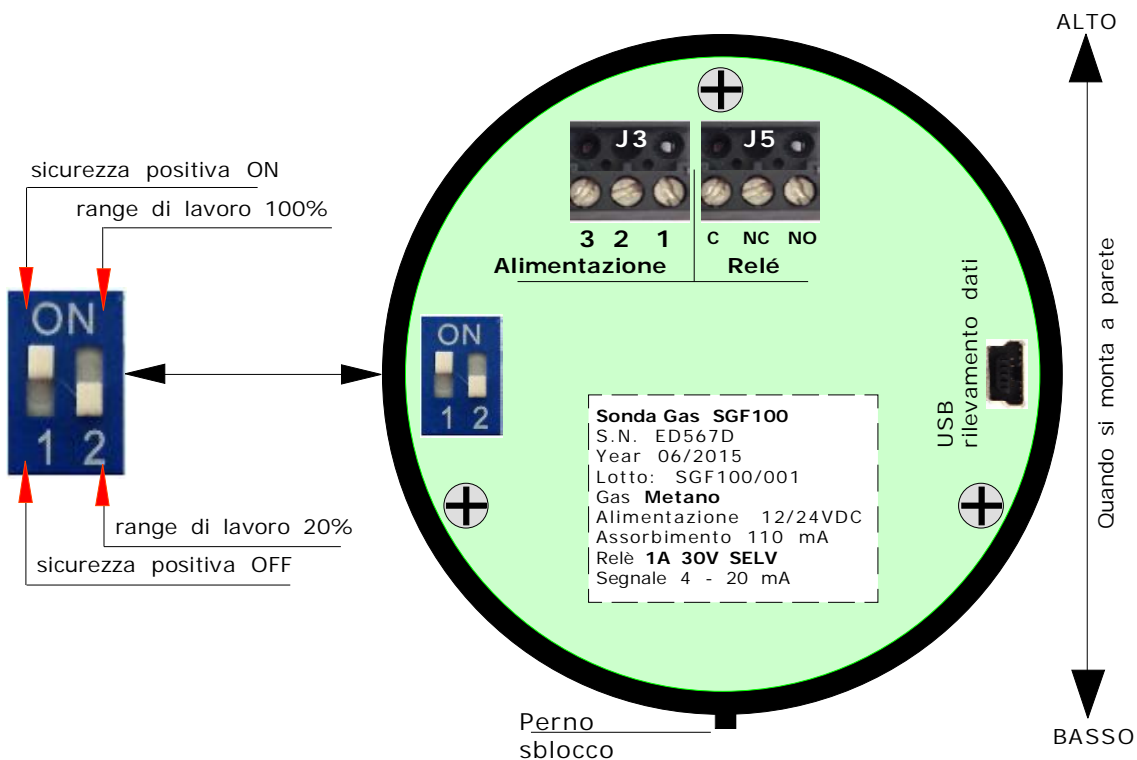 ALTO
J3 J5
sicurezza positiva ON
range di lavoro 100%
3 2 1 C NC NO
Alimentazione Relé
ON
1 2
ON
1 2
USB
rilevamento dati
Quando si monta a parete
Sonda Gas SGF100
S.N. ED567D
Year 06/2015
Lotto: SGF100/001
Gas Metano
Alimentazione 12/24VDC
Assorbimento 110 mA
Relè 1A 30V SELV
Segnale 4 - 20 mA
range di lavoro 20%
sicurezza positiva OFF
Perno
sblocco
BASSO